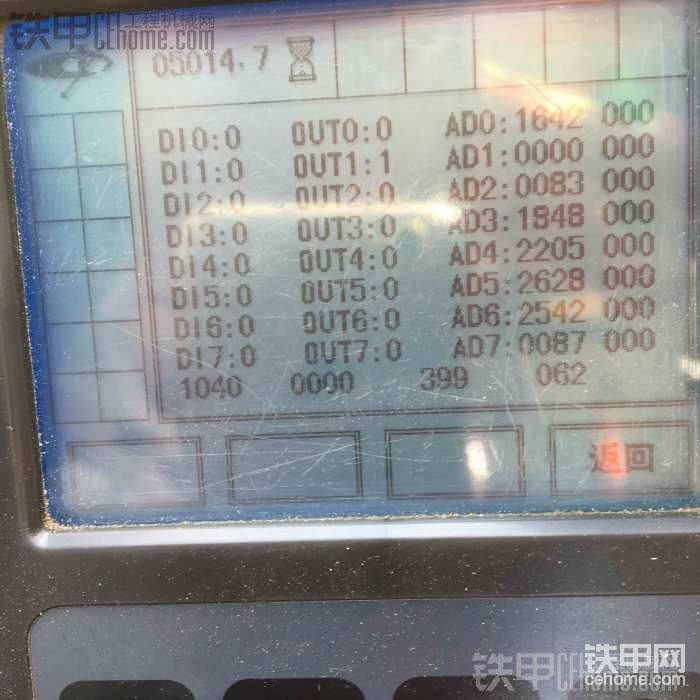 铁甲工程机械网
CEhome.com
05014.7
DI0:0 OUT0:0 AD0:1642 000
DI1:0 OUT1:1 AD1:0000 000
DI2:0 OUT2:0 AD2:0083 000
DI3:0 OUT3:0 AD3:1848 000
DI4:0 OUT4:0 AD4:2205 000
DI5:0 OUT5:0 AD5:2628 000
DI6:0 OUT6:0 AD6:2542 000
DI7:0 OUT7:0 AD7:0087 000
1040 0000 399 062
返回
铁甲
铁甲网
cehome.com